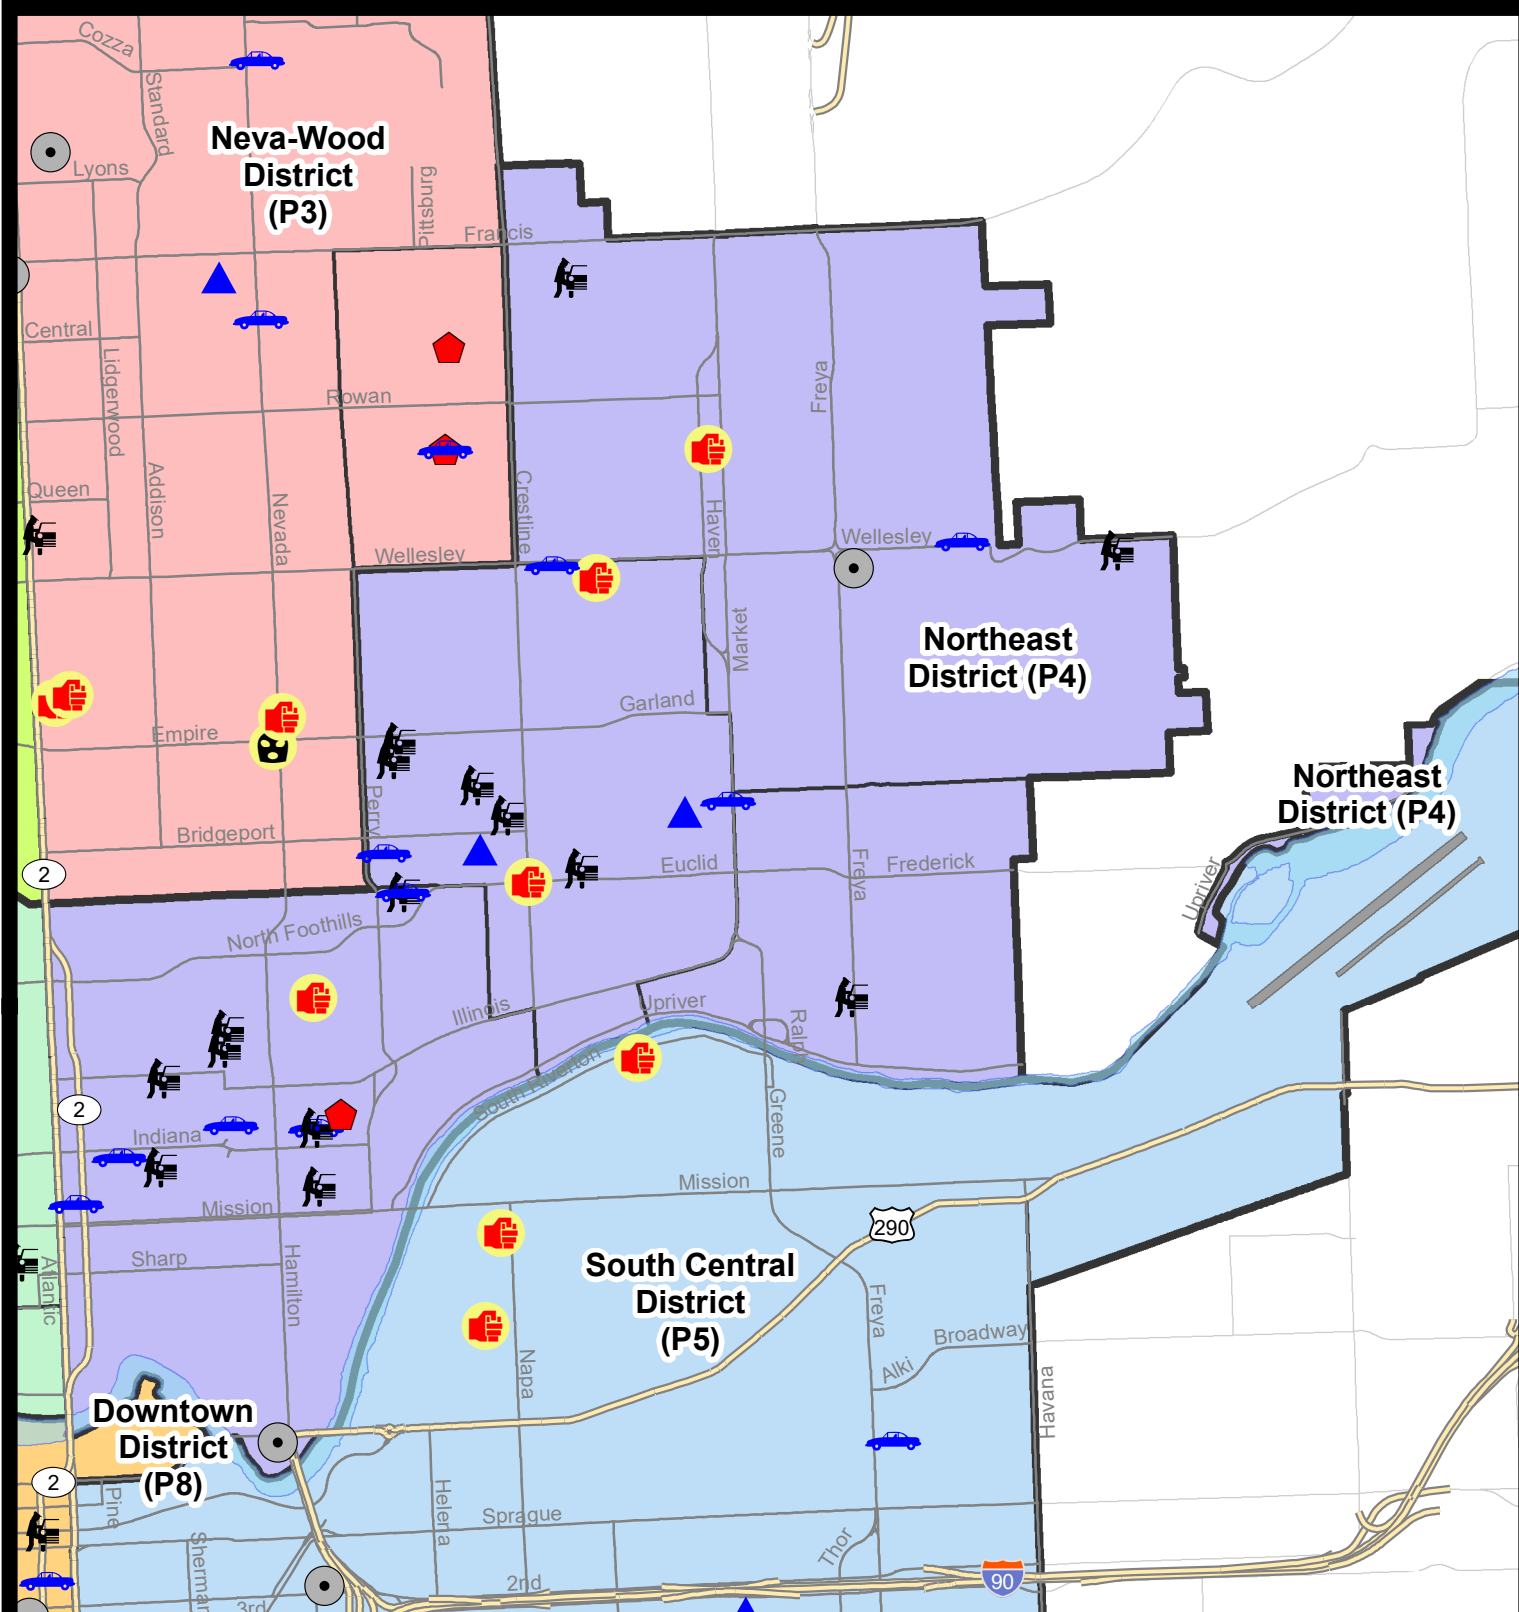 Cozza
Standard
Neva-Wood
District
(P3)
Lyons
Pittsburg
Francis
Central
Lidgerwood
Rowan
Freya
Queen
Addison
Nevada
Crestline
Haven
Wellesley
Wellesley
Market
Northeast
District (P4)
Garland
Empire
Perry
Northeast
District (P4)
Bridgeport
Euclid
Freya
Frederick
2
Upriver
North Foothills
Illinois
Upriver
Ralph
South Riverton
2
Greene
Indiana
Mission
Mission
290
Sharp
Atlantic
Hamilton
South Central
District
(P5)
Freya
Broadway
Alki
Napa
Havana
Downtown
District
(P8)
2
Pine
Helena
Sprague
Sherman
Thor
2nd
90
3rd